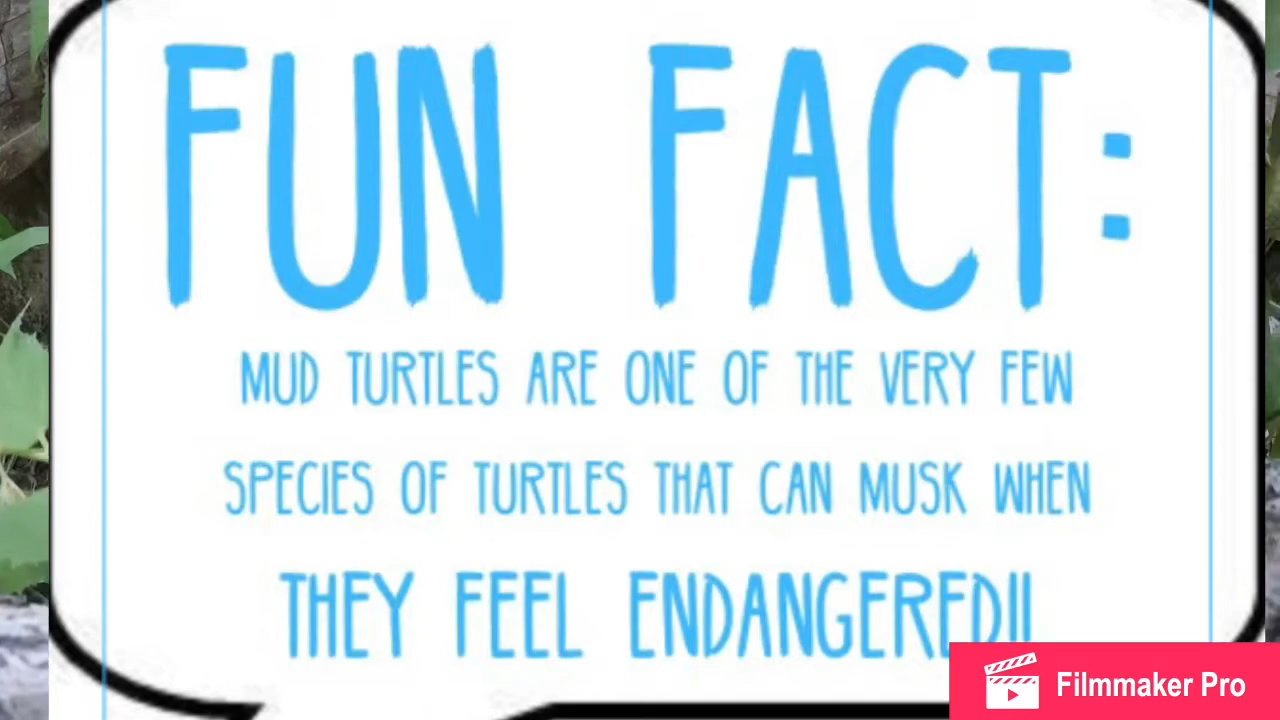 FUN FACT:
MUD TURTLES ARE ONE OF THE VERY FEW
SPECIES OF TURTLES THAT CAN MUSK WHEN
THEY FEEL ENDANGERED!!
Filmmaker Pro